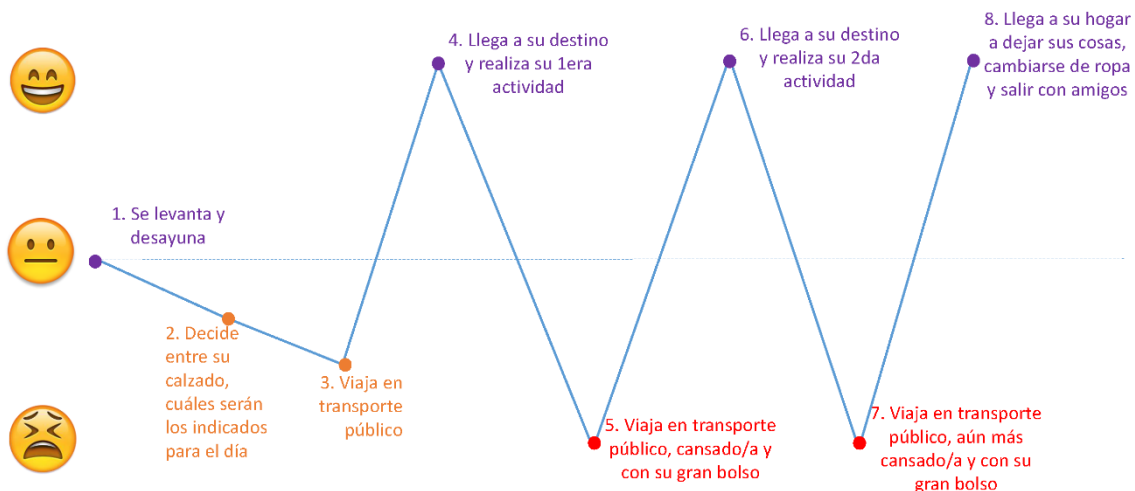 1. Se levanta y
desayuna
2. Decide
entre su
calzado,
cuáles serán
los indicados
para el día
3. Viaja en
transporte
público
4. Llega a su destino
y realiza su 1era
actividad
5. Viaja en transporte
público, cansado/a y
con su gran bolso
6. Llega a su destino
y realiza su 2da
actividad
7. Viaja en transporte
público, aún más
cansado/a y con su
gran bolso
8. Llega a su hogar
a dejar sus cosas,
cambiarse de ropa
y salir con amigos